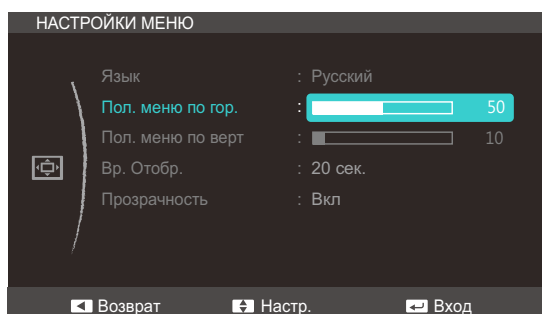 НАСТРОЙКИ МЕНЮ
Язык : Русский
Пол. меню по гор. : 50
Пол. меню по верт : 10
Вр. Отобр. : 20 сек.
Прозрачность : Вкл
Возврат Настр. Вход